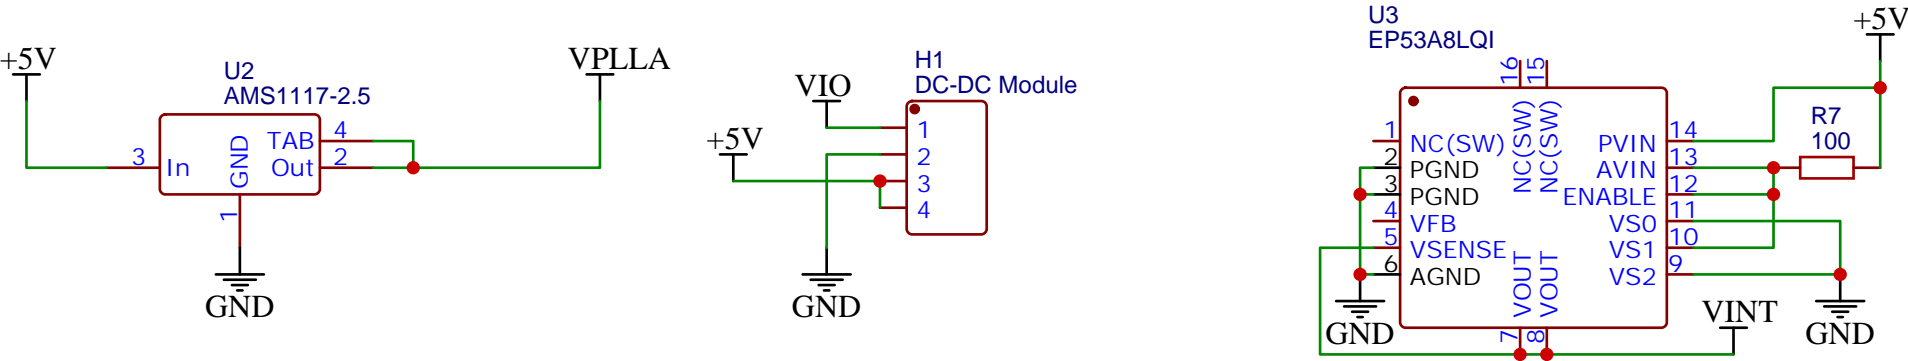 +5V
U2
AMS1117-2.5
VPLLA
3
In
GND
1
TAB
4
Out
2
GND
VIO
+5V
H1
DC-DC Module
1
2
3
4
GND
U3
EP53A8LQI
+5V
16
15
NC(SW)
NC(SW)
1
NC(SW)
2
PGND
3
PGND
4
VFB
5
VSENSE
6
AGND
PVIN
14
AVIN
13
ENABLE
12
VS0
11
VS1
10
VS2
9
VOUT
VOUT
7
8
R7
100
GND
VINT
GND